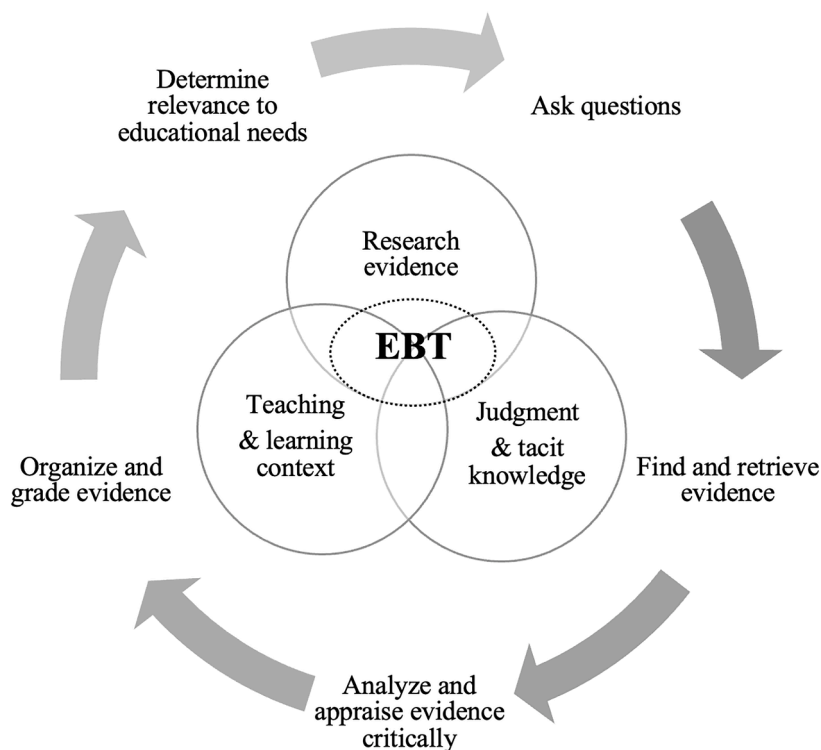 Determine
relevance to
educational needs
Ask questions
Research
evidence
EBT
Teaching
& learning
context
Judgment
& tacit
knowledge
Organize and
grade evidence
Find and retrieve
evidence
Analyze and
appraise evidence
critically